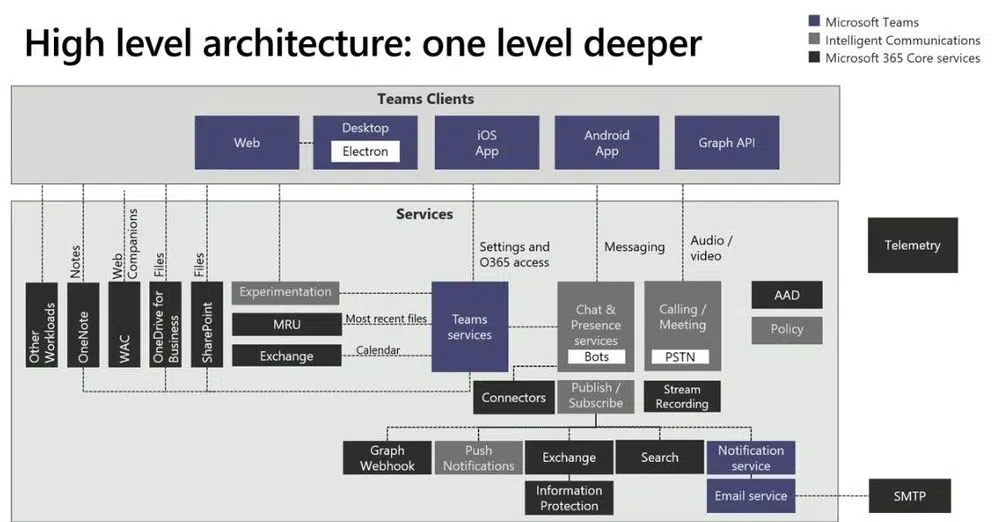 High level architecture: one level deeper
Microsoft Teams
Intelligent Communications
Microsoft 365 Core services
Teams Clients
Web
Desktop
Electron
iOS
App
Android
App
Graph API
Services
Notes
Web
Companions
Files
Files
Settings and
O365 access
Messaging
Audio /
video
Telemetry
Other
Workloads
OneNote
WAC
OneDrive for
Business
SharePoint
Experimentation
MRU
Most recent files
Exchange
Calendar
Teams
services
Chat &
Presence
services
Bots
Calling /
Meeting
PSTN
AAD
Policy
Connectors
Publish /
Subscribe
Stream
Recording
Graph
Webhook
Push
Notifications
Exchange
Search
Notification
service
Information
Protection
Email service
SMTP